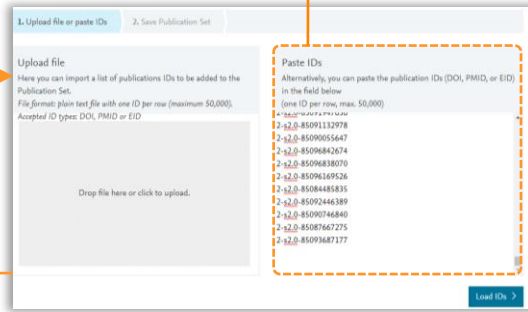 1. Upload file or paste IDs
2. Save Publication Set
Upload file
Here you can import a list of publications IDs to be added to the
Publication Set.
File format: plain text file with one ID per row (maximum 50,000).
Accepted ID types: DOI, PMID or EID
Drop file here or click to upload.
Paste IDs
Alternatively, you can paste the publication IDs (DOI, PMID, or EID)
in the field below
(one ID per row, max. 50,000)
2-s2.0-85091132978
2-s2.0-85090055647
2-s2.0-85096842674
2-s2.0-85096838070
2-s2.0-85096169526
2-s2.0-85084485835
2-s2.0-85092446389
2-s2.0-85090746840
2-s2.0-85087667275
2-s2.0-85093687177
Load IDs >